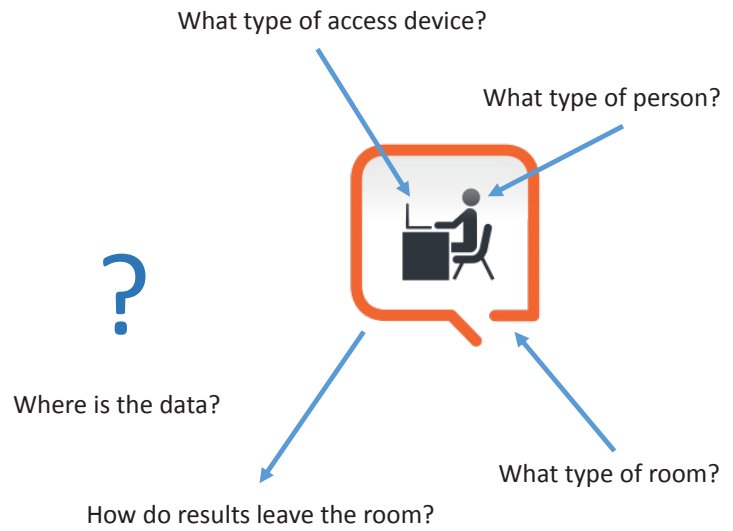 What type of access device?
What type of person?
?
Where is the data?
What type of room?
How do results leave the room?